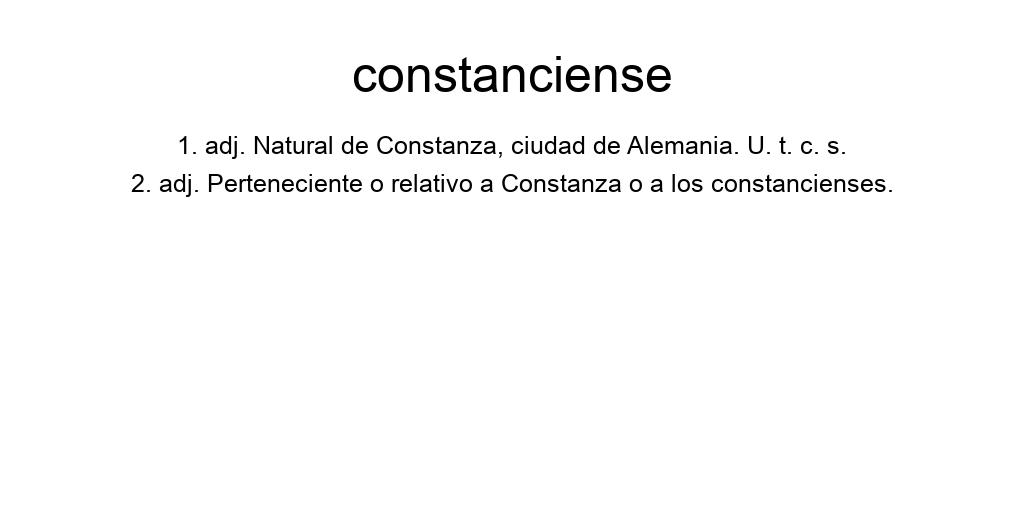 constanciense
1. adj. Natural de Constanza, ciudad de Alemania. U. t. c. s.
2. adj. Perteneciente o relativo a Constanza o a los constancienses.